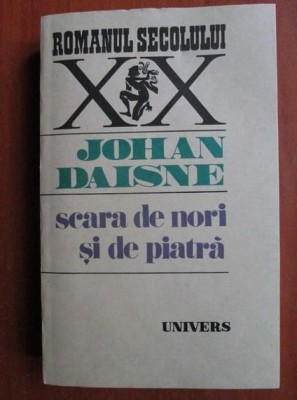 ROMANUL SECOLULUI
XX
JOHAN
DAISNE
scara de nori
și de piatră
UNIVERS